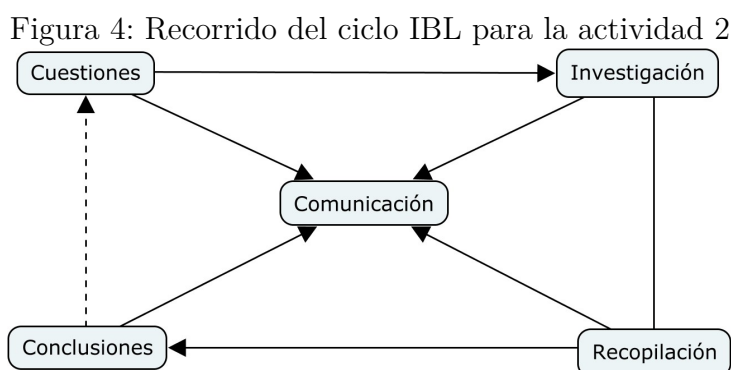 Figura 4: Recorrido del ciclo IBL para la actividad 2
Cuestiones
Investigación
Comunicación
Conclusiones
Recopilación